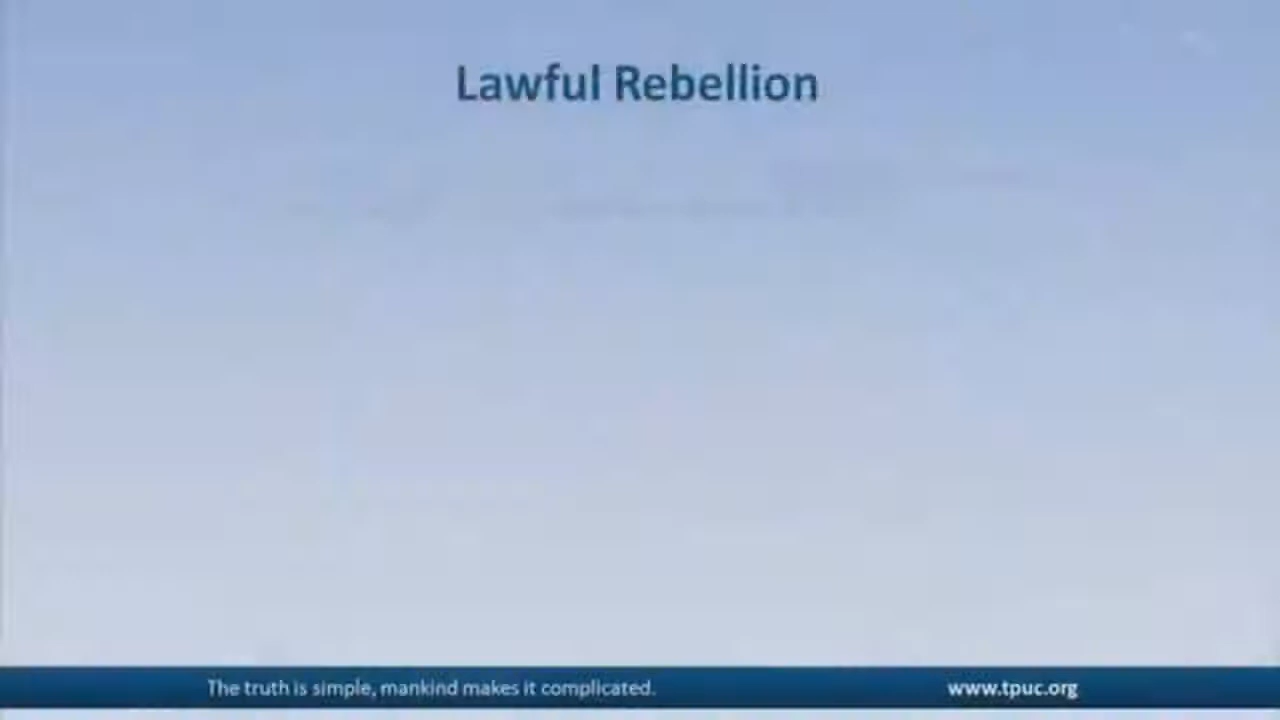 Lawful Rebellion
The truth is simple, mankind makes it complicated.
www.tpuc.org